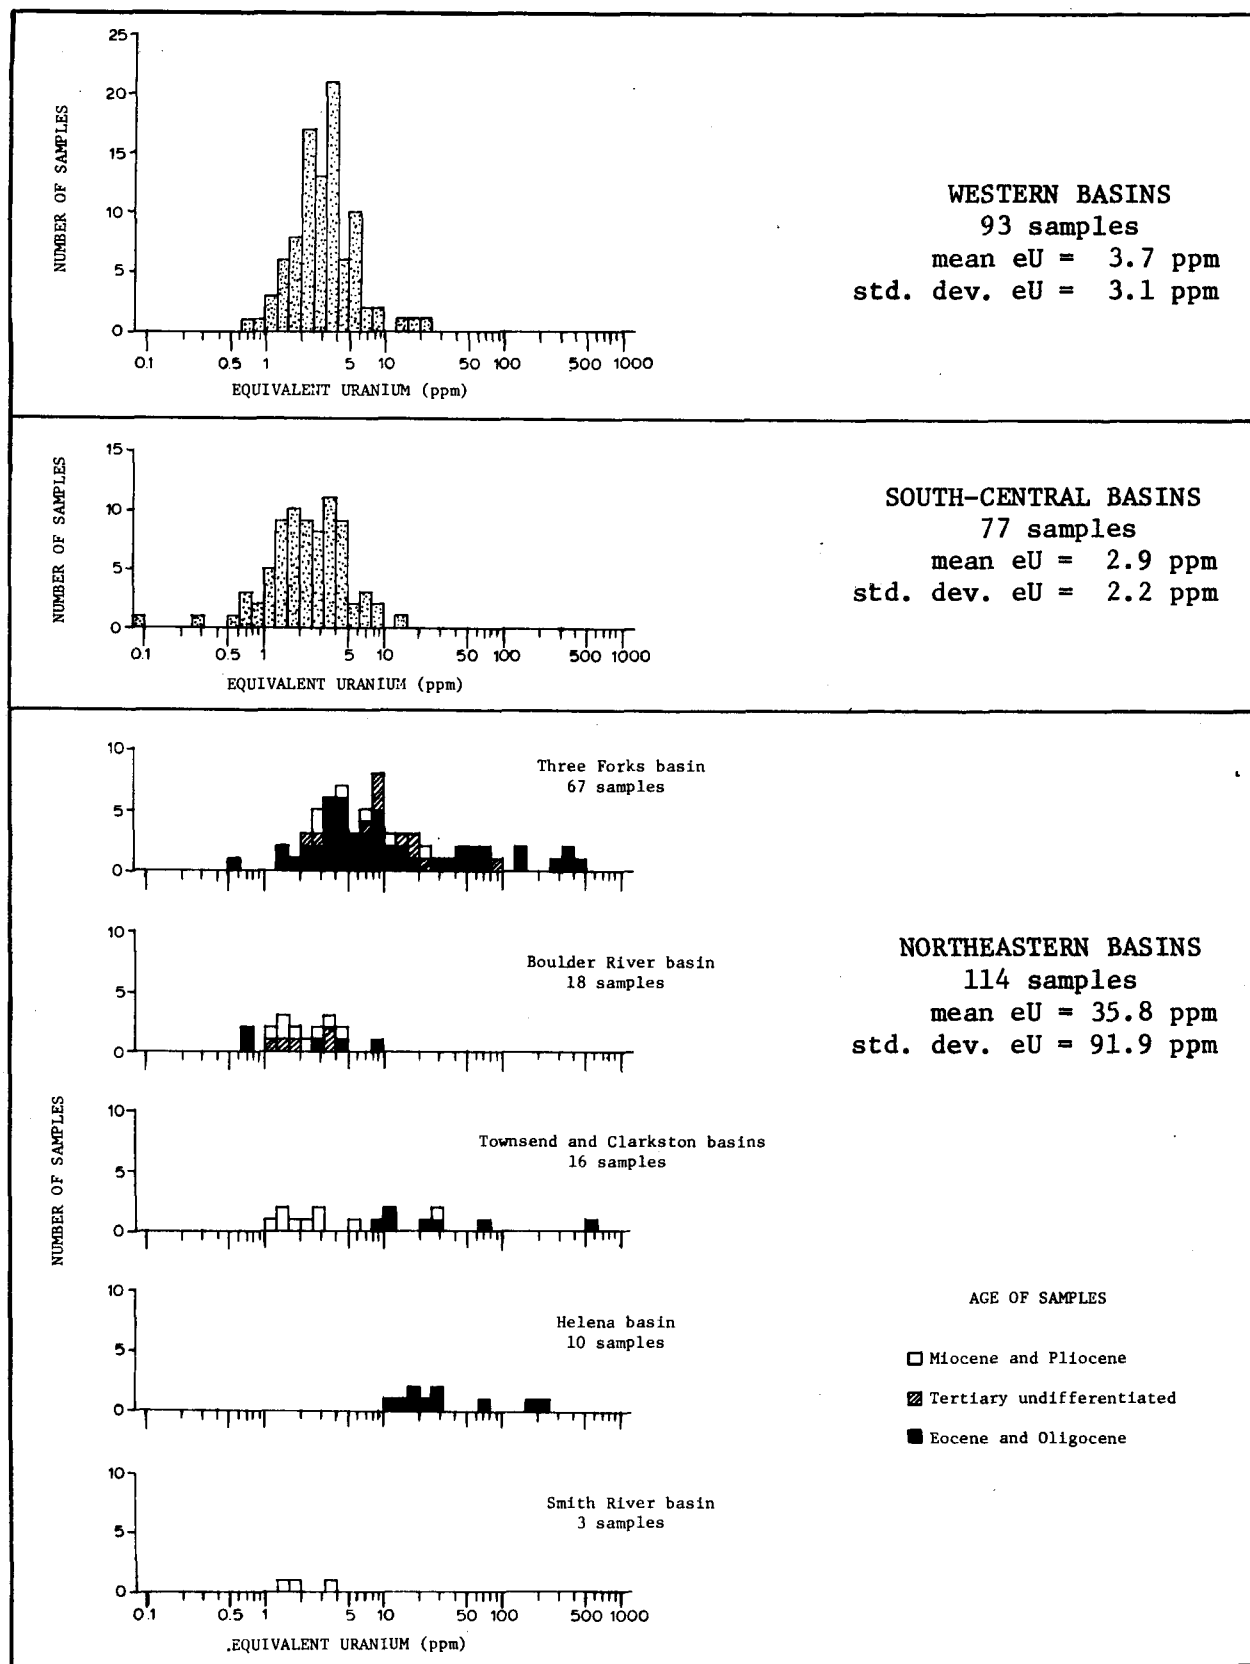 25
20
15
10
5
0
NUMBER OF SAMPLES
0.1 0.5 1 5 10 50 100 500 1000
EQUIVALENT URANIUM (ppm)
WESTERN BASINS
93 samples
mean eU = 3.7 ppm
std. dev. eU = 3.1 ppm
15
10
5
0
NUMBER OF SAMPLES
0.1 0.5 1 5 10 50 100 500 1000
EQUIVALENT URANIUM (ppm)
SOUTH-CENTRAL BASINS
77 samples
mean eU = 2.9 ppm
std. dev. eU = 2.2 ppm
10
5
0
Three Forks basin
67 samples
10
5
0
Boulder River basin
18 samples
NORTHEASTERN BASINS
114 samples
mean eU = 35.8 ppm
std. dev. eU = 91.9 ppm
NUMBER OF SAMPLES
10
5
0
Townsend and Clarkston basins
16 samples
10
5
0
Helena basin
10 samples
AGE OF SAMPLES
Miocene and Pliocene
Tertiary undifferentiated
Eocene and Oligocene
10
5
0
Smith River basin
3 samples
0.1 0.5 1 5 10 50 100 500 1000
EQUIVALENT URANIUM (ppm)